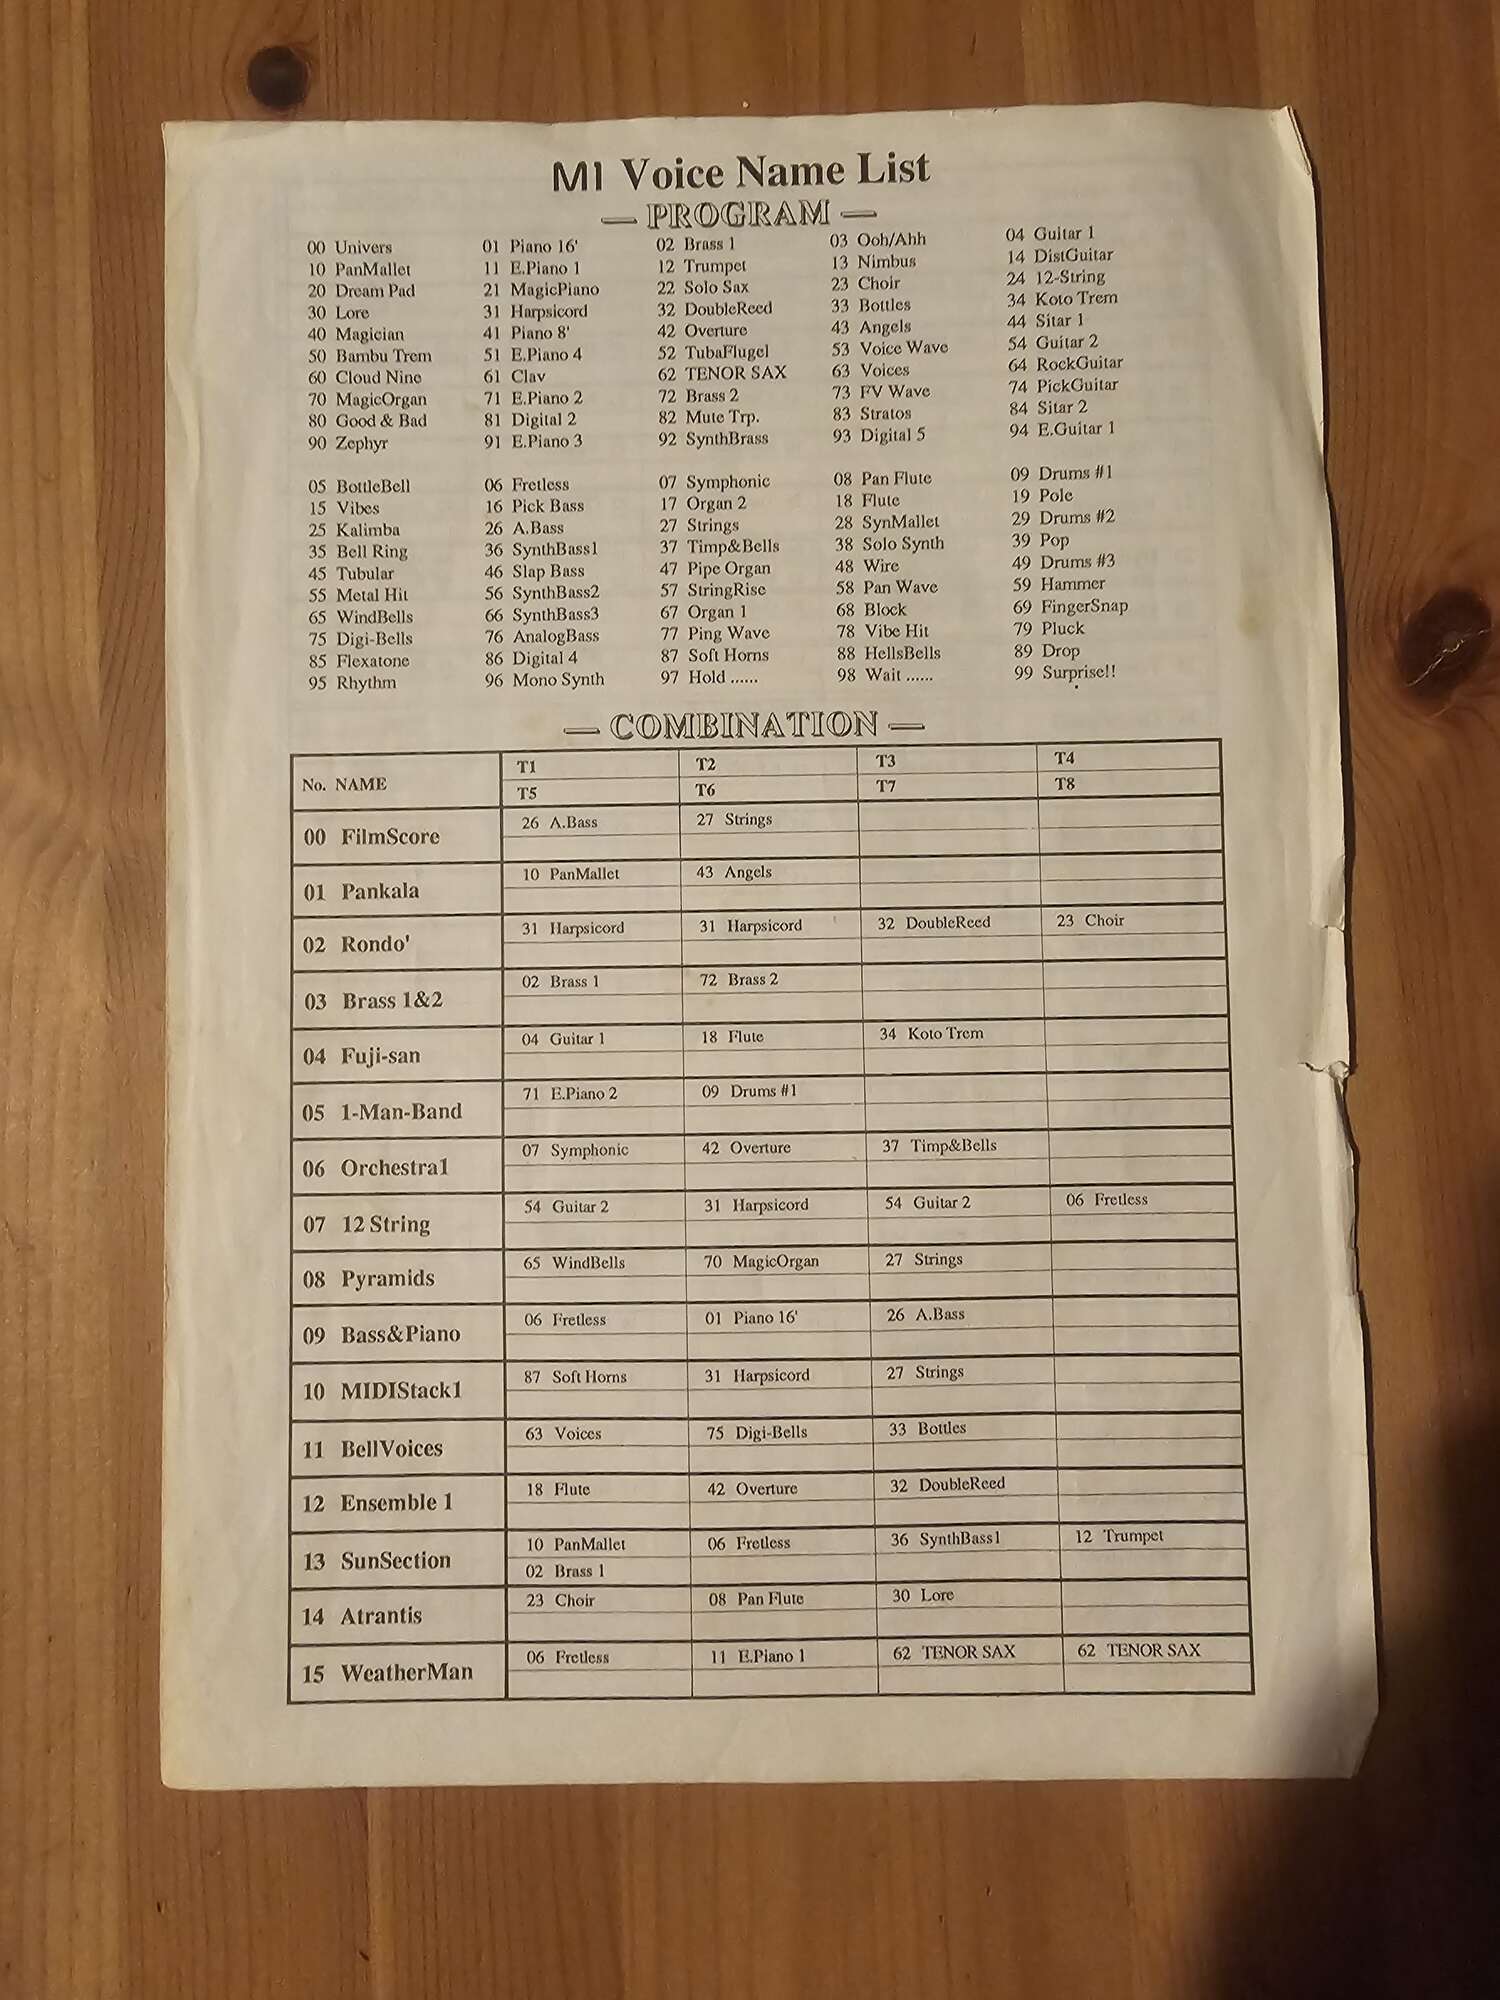 M1 Voice Name List
— PROGRAM —
00 Univers 01 Piano 16' 02 Brass 1 03 Ooh/Ahh 04 Guitar 1
10 PanMallet 11 E.Piano 1 12 Trumpet 13 Nimbus 14 DistGuitar
20 Dream Pad 21 MagicPiano 22 Solo Sax 23 Choir 24 12-String
30 Lore 31 Harpsicord 32 DoubleReed 33 Bottles 34 Koto Trem
40 Magician 41 Piano 8' 42 Overture 43 Angels 44 Sitar 1
50 Bambu Trem 51 E.Piano 4 52 TubaFlugel 53 Voice Wave 54 Guitar 2
60 Cloud Nine 61 Clav 62 TENOR SAX 63 Voices 64 RockGuitar
70 MagicOrgan 71 E.Piano 2 72 Brass 2 73 FV Wave 74 PickGuitar
80 Good & Bad 81 Digital 2 82 Mute Trp. 83 Stratos 84 Sitar 2
90 Zephyr 91 E.Piano 3 92 SynthBrass 93 Digital 5 94 E.Guitar 1
05 BottleBell 06 Fretless 07 Symphonic 08 Pan Flute 09 Drums #1
15 Vibes 16 Pick Bass 17 Organ 2 18 Flute 19 Pole
25 Kalimba 26 A.Bass 27 Strings 28 SynMallet 29 Drums #2
35 Bell Ring 36 SynthBass1 37 Timp&Bells 38 Solo Synth 39 Pop
45 Tubular 46 Slap Bass 47 Pipe Organ 48 Wire 49 Drums #3
55 Metal Hit 56 SynthBass2 57 StringRise 58 Pan Wave 59 Hammer
65 WindBells 66 SynthBass3 67 Organ 1 68 Block 69 FingerSnap
75 Digi-Bells 76 AnalogBass 77 Ping Wave 78 Vibe Hit 79 Pluck
85 Flexatone 86 Digital 4 87 Soft Horns 88 HellsBells 89 Drop
95 Rhythm 96 Mono Synth 97 Hold ...... 98 Wait ...... 99 Surprise!!
— COMBINATION —
No. NAME T1 T2 T3 T4
T5 T6 T7 T8
00 FilmScore 26 A.Bass 27 Strings
01 Pankala 10 PanMallet 43 Angels
02 Rondo' 31 Harpsicord 31 Harpsicord 32 DoubleReed 23 Choir
03 Brass 1&2 02 Brass 1 72 Brass 2
04 Fuji-san 04 Guitar 1 18 Flute 34 Koto Trem
05 1-Man-Band 71 E.Piano 2 09 Drums #1
06 Orchestra1 07 Symphonic 42 Overture 37 Timp&Bells
07 12 String 54 Guitar 2 31 Harpsicord 54 Guitar 2 06 Fretless
08 Pyramids 65 WindBells 70 MagicOrgan 27 Strings
09 Bass&Piano 06 Fretless 01 Piano 16' 26 A.Bass
10 MIDIStack1 87 Soft Horns 31 Harpsicord 27 Strings
11 BellVoices 63 Voices 75 Digi-Bells 33 Bottles
12 Ensemble 1 18 Flute 42 Overture 32 DoubleReed
13 SunSection 10 PanMallet 06 Fretless 36 SynthBass1 12 Trumpet
02 Brass 1
14 Atrantis 23 Choir 08 Pan Flute 30 Lore
15 WeatherMan 06 Fretless 11 E.Piano 1 62 TENOR SAX 62 TENOR SAX